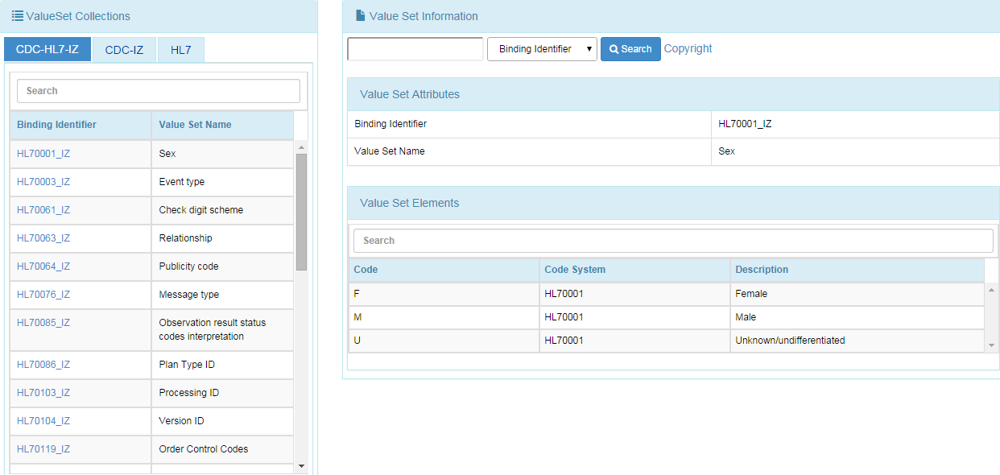 ValueSet Collections
CDC-HL7-IZ CDC-IZ HL7
Search
Binding Identifier Value Set Name
HL70001_IZ Sex
HL70003_IZ Event type
HL70061_IZ Check digit scheme
HL70063_IZ Relationship
HL70064_IZ Publicity code
HL70076_IZ Message type
HL70085_IZ Observation result status
codes interpretation
HL70086_IZ Plan Type ID
HL70103_IZ Processing ID
HL70104_IZ Version ID
HL70119_IZ Order Control Codes
Value Set Information
Binding Identifier Search Copyright
Value Set Attributes
Binding Identifier HL70001_IZ
Value Set Name Sex
Value Set Elements
Search
Code Code System Description
F HL70001 Female
M HL70001 Male
U HL70001 Unknown/undifferentiated